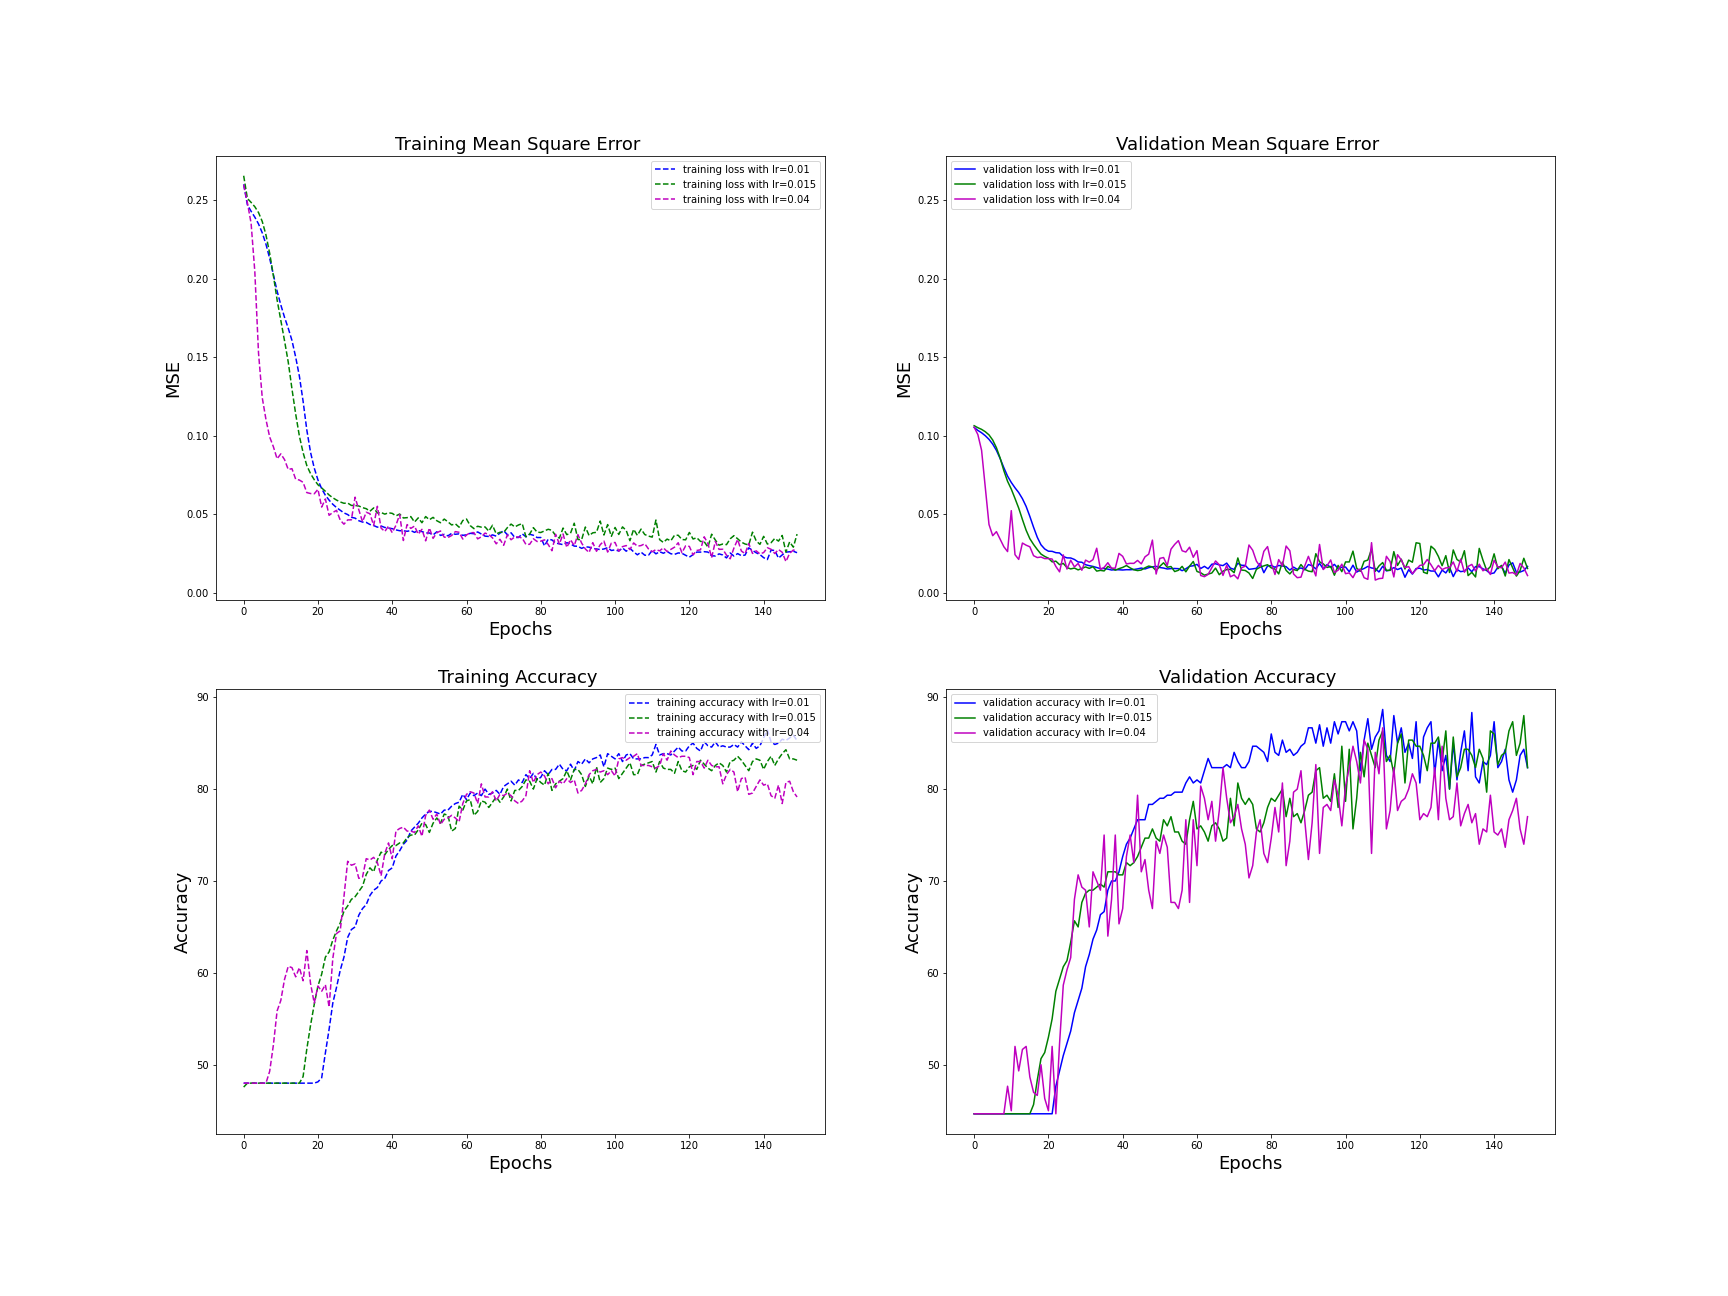 Training Mean Square Error
training loss with lr=0.01
training loss with lr=0.015
training loss with lr=0.04
0.25
0.20
0.15
0.10
0.05
0.00
MSE
0 20 40 60 80 100 120 140
Epochs
Validation Mean Square Error
validation loss with lr=0.01
validation loss with lr=0.015
validation loss with lr=0.04
0.25
0.20
0.15
0.10
0.05
0.00
MSE
0 20 40 60 80 100 120 140
Epochs
Training Accuracy
training accuracy with lr=0.01
training accuracy with lr=0.015
training accuracy with lr=0.04
90
80
70
60
50
Accuracy
0 20 40 60 80 100 120 140
Epochs
Validation Accuracy
validation accuracy with lr=0.01
validation accuracy with lr=0.015
validation accuracy with lr=0.04
90
80
70
60
50
Accuracy
0 20 40 60 80 100 120 140
Epochs